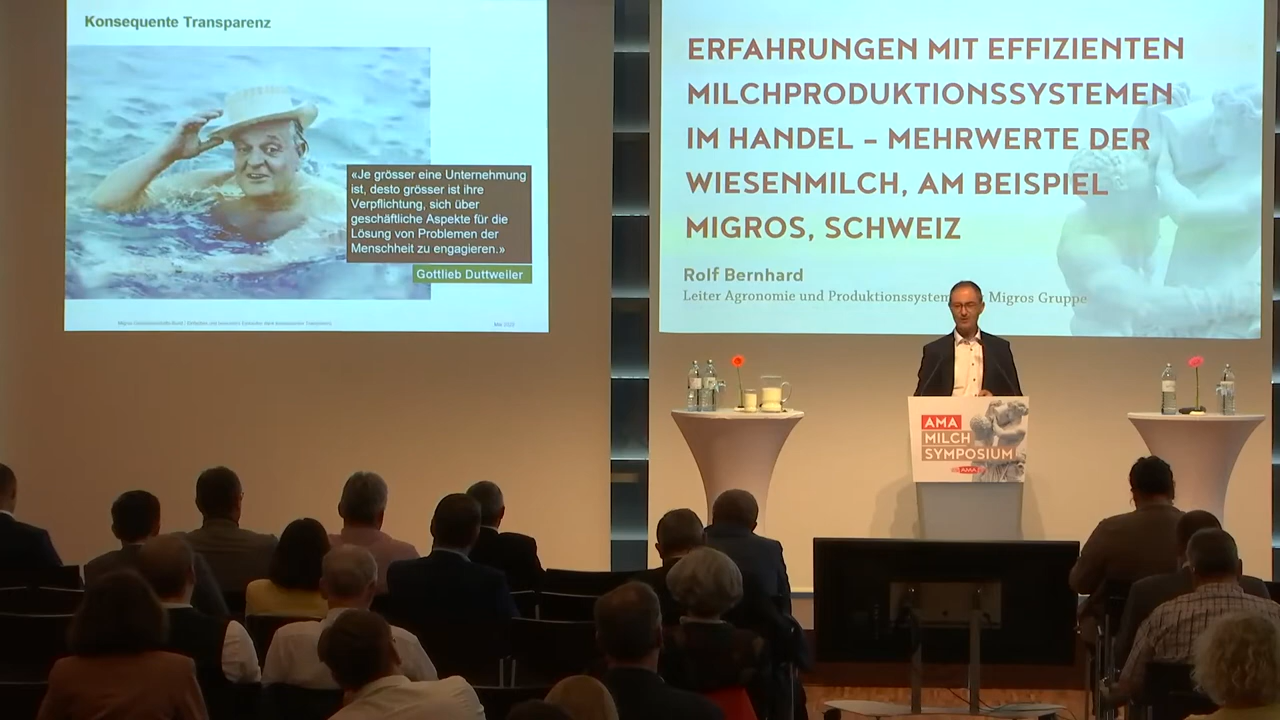 Konsequente Transparenz
«Je grösser eine Unternehmung
ist, desto grösser ist ihre
Verpflichtung, sich über
geschäftliche Aspekte für die
Lösung von Problemen der
Menschheit zu engagieren.»
Gottlieb Duttweiler
ERFAHRUNGEN MIT EFFIZIENTEN
MILCHPRODUKTIONSSYSTEMEN
IM HANDEL – MEHRWERTE DER
WIESENMILCH, AM BEISPIEL
MIGROS, SCHWEIZ
Rolf Bernhard
Leiter Agronomie und Produktionssystem Migros Gruppe
AMA
MILCH
SYMPOSIUM
AMA